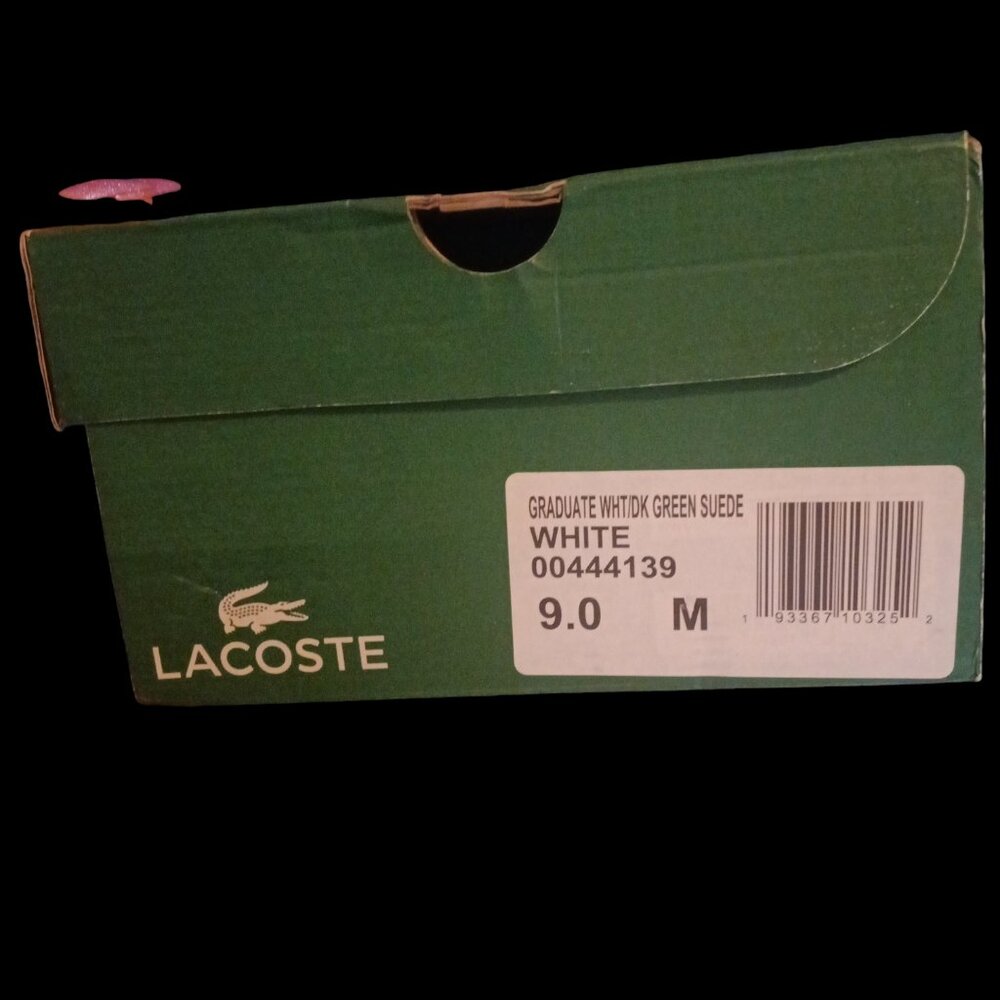 GRADUATE WHT/DK GREEN SUEDE
WHITE
00444139
9.0 M
1 93367 10325 2
LACOSTE